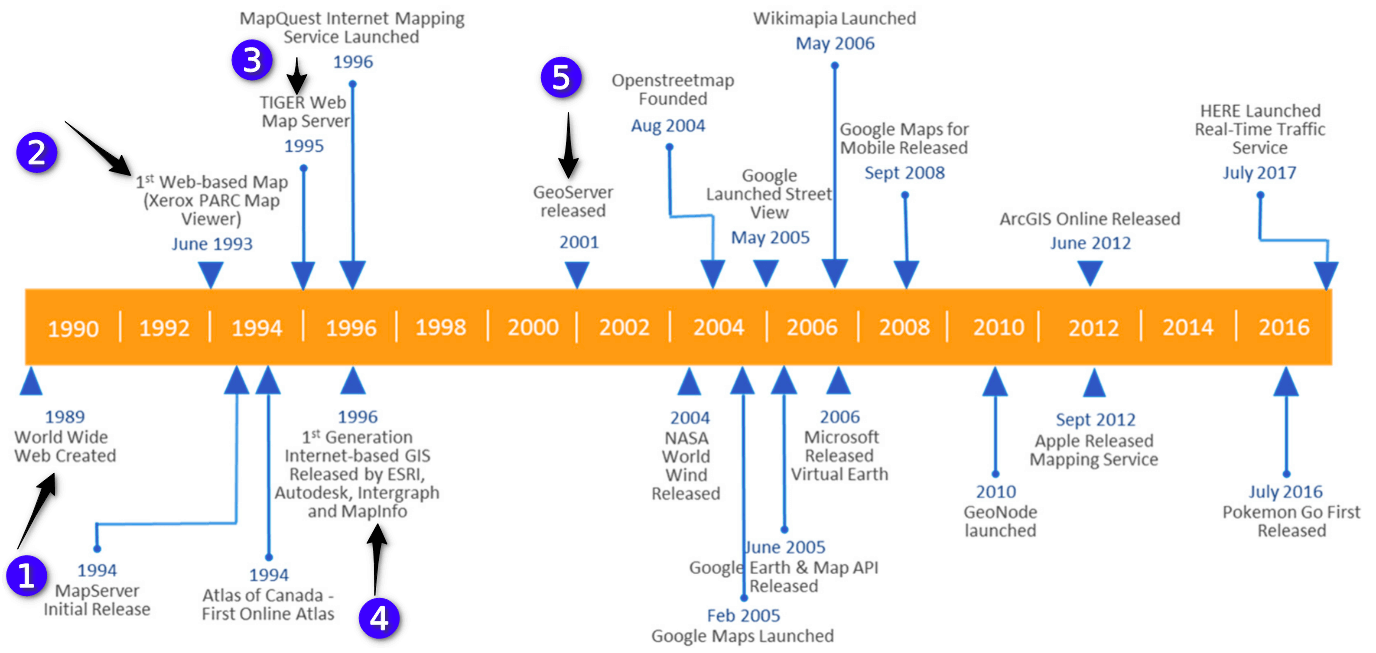 MapQuest Internet Mapping
Service Launched
1996
3
TIGER Web
Map Server
1995
2
1st Web-based Map
(Xerox PARC Map
Viewer)
June 1993
5
GeoServer
released
2001
Openstreetmap
Founded
Aug 2004
Google
Launched Street
View
May 2005
Wikimapia Launched
May 2006
Google Maps for
Mobile Released
Sept 2008
ArcGIS Online Released
June 2012
HERE Launched
Real-Time Traffic
Service
July 2017
1990 1992 1994 1996 1998 2000 2002 2004 2006 2008 2010 2012 2014 2016
1989
World Wide
Web Created
1
1994
MapServer
Initial Release
1994
Atlas of Canada -
First Online Atlas
1996
1st Generation
Internet-based GIS
Released by ESRI,
Autodesk, Intergraph
and MapInfo
4
2004
NASA
World
Wind
Released
Feb 2005
Google Maps Launched
June 2005
Google Earth & Map API
Released
2006
Microsoft
Released
Virtual Earth
2010
GeoNode
launched
Sept 2012
Apple Released
Mapping Service
July 2016
Pokemon Go First
Released